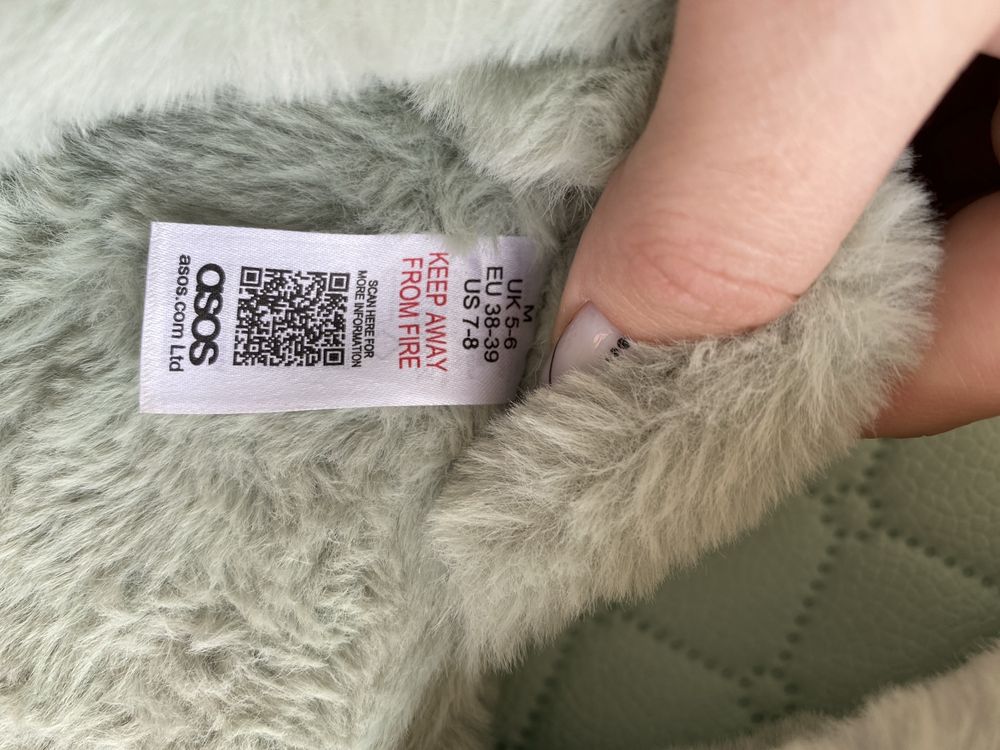 M
UK 5-6
EU 38-39
US 7-8
KEEP AWAY
FROM FIRE
SCAN HERE FOR
MORE INFORMATION
asos
asos.com Ltd